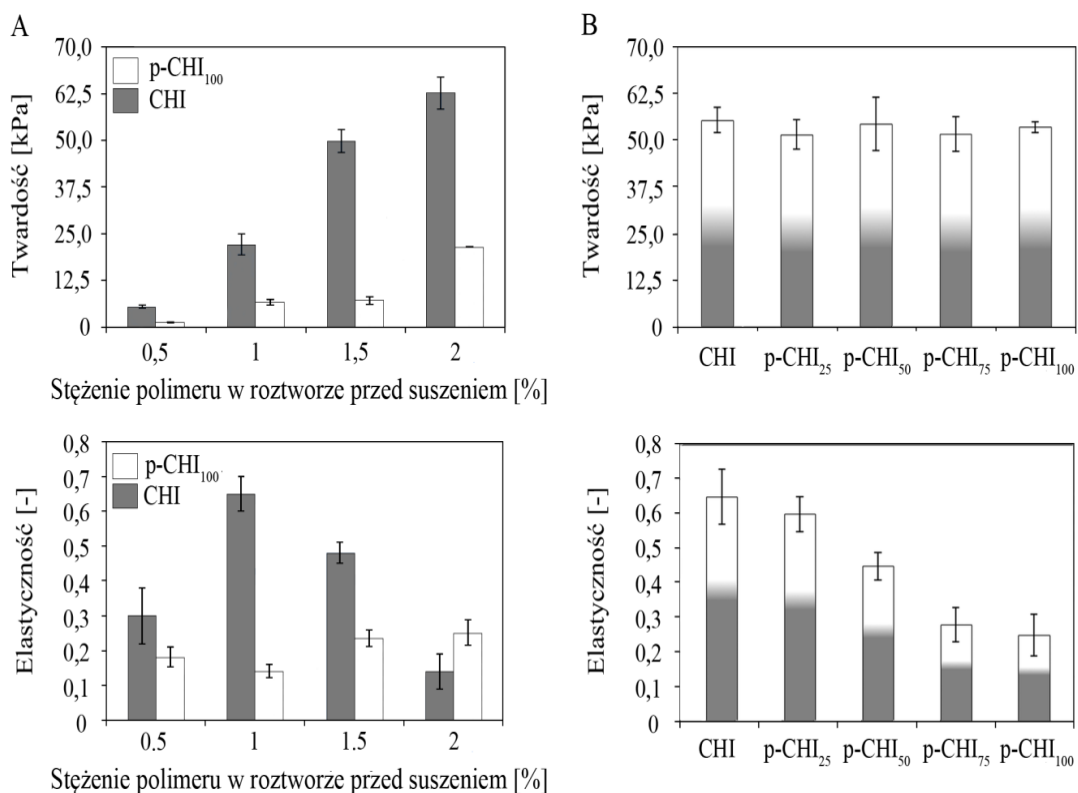 A
Twardość [kPa]
70,0
62,5
50,0
37,5
25,0
12,5
0
p-CHI100
CHI
0,5 1 1,5 2
Stężenie polimeru w roztworze przed suszeniem [%]
B
Twardość [kPa]
70,0
62,5
50,0
37,5
25,0
12,5
0
CHI p-CHI25 p-CHI50 p-CHI75 p-CHI100
Elastyczność [-]
0,8
0,7
0,6
0,5
0,4
0,3
0,2
0,1
0
p-CHI100
CHI
0.5 1 1.5 2
Stężenie polimeru w roztworze przed suszeniem [%]
Elastyczność [-]
0,8
0,7
0,6
0,5
0,4
0,3
0,2
0,1
0
CHI p-CHI25 p-CHI50 p-CHI75 p-CHI100